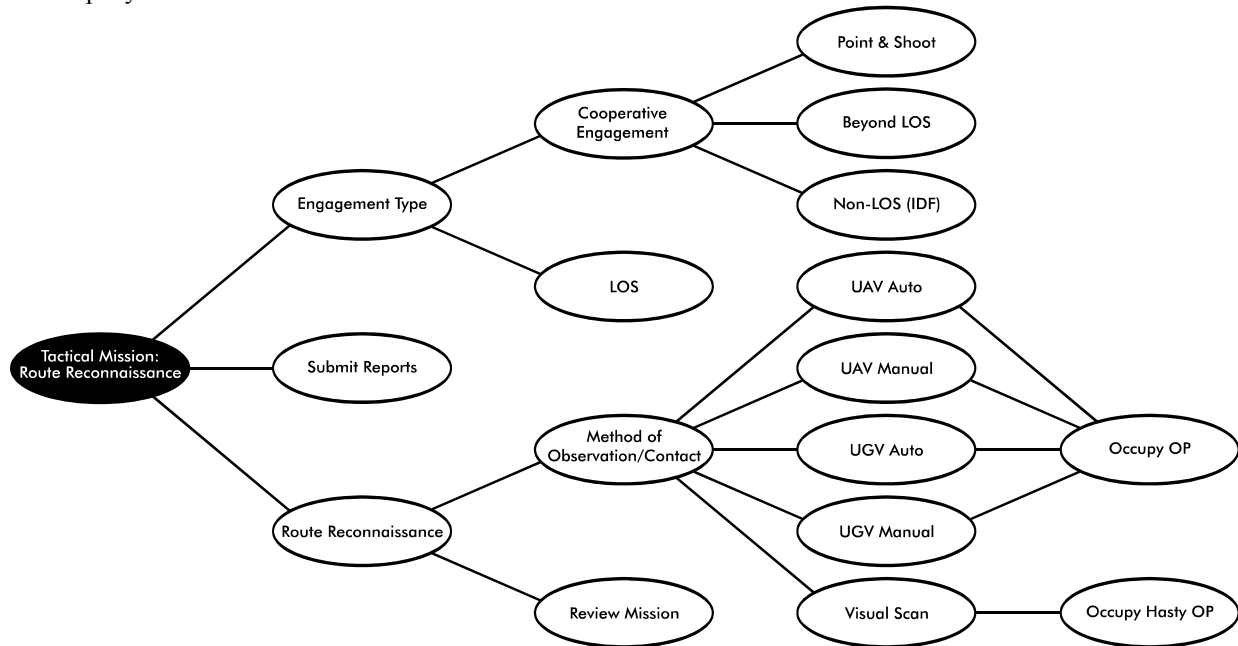 Point & Shoot
Cooperative
Engagement
Beyond LOS
Engagement Type
Non-LOS (IDF)
LOS
UAV Auto
Tactical Mission:
Route Reconnaissance
Submit Reports
UAV Manual
Method of
Observation/Contact
UGV Auto
Occupy OP
Route Reconnaissance
UGV Manual
Review Mission
Visual Scan
Occupy Hasty OP